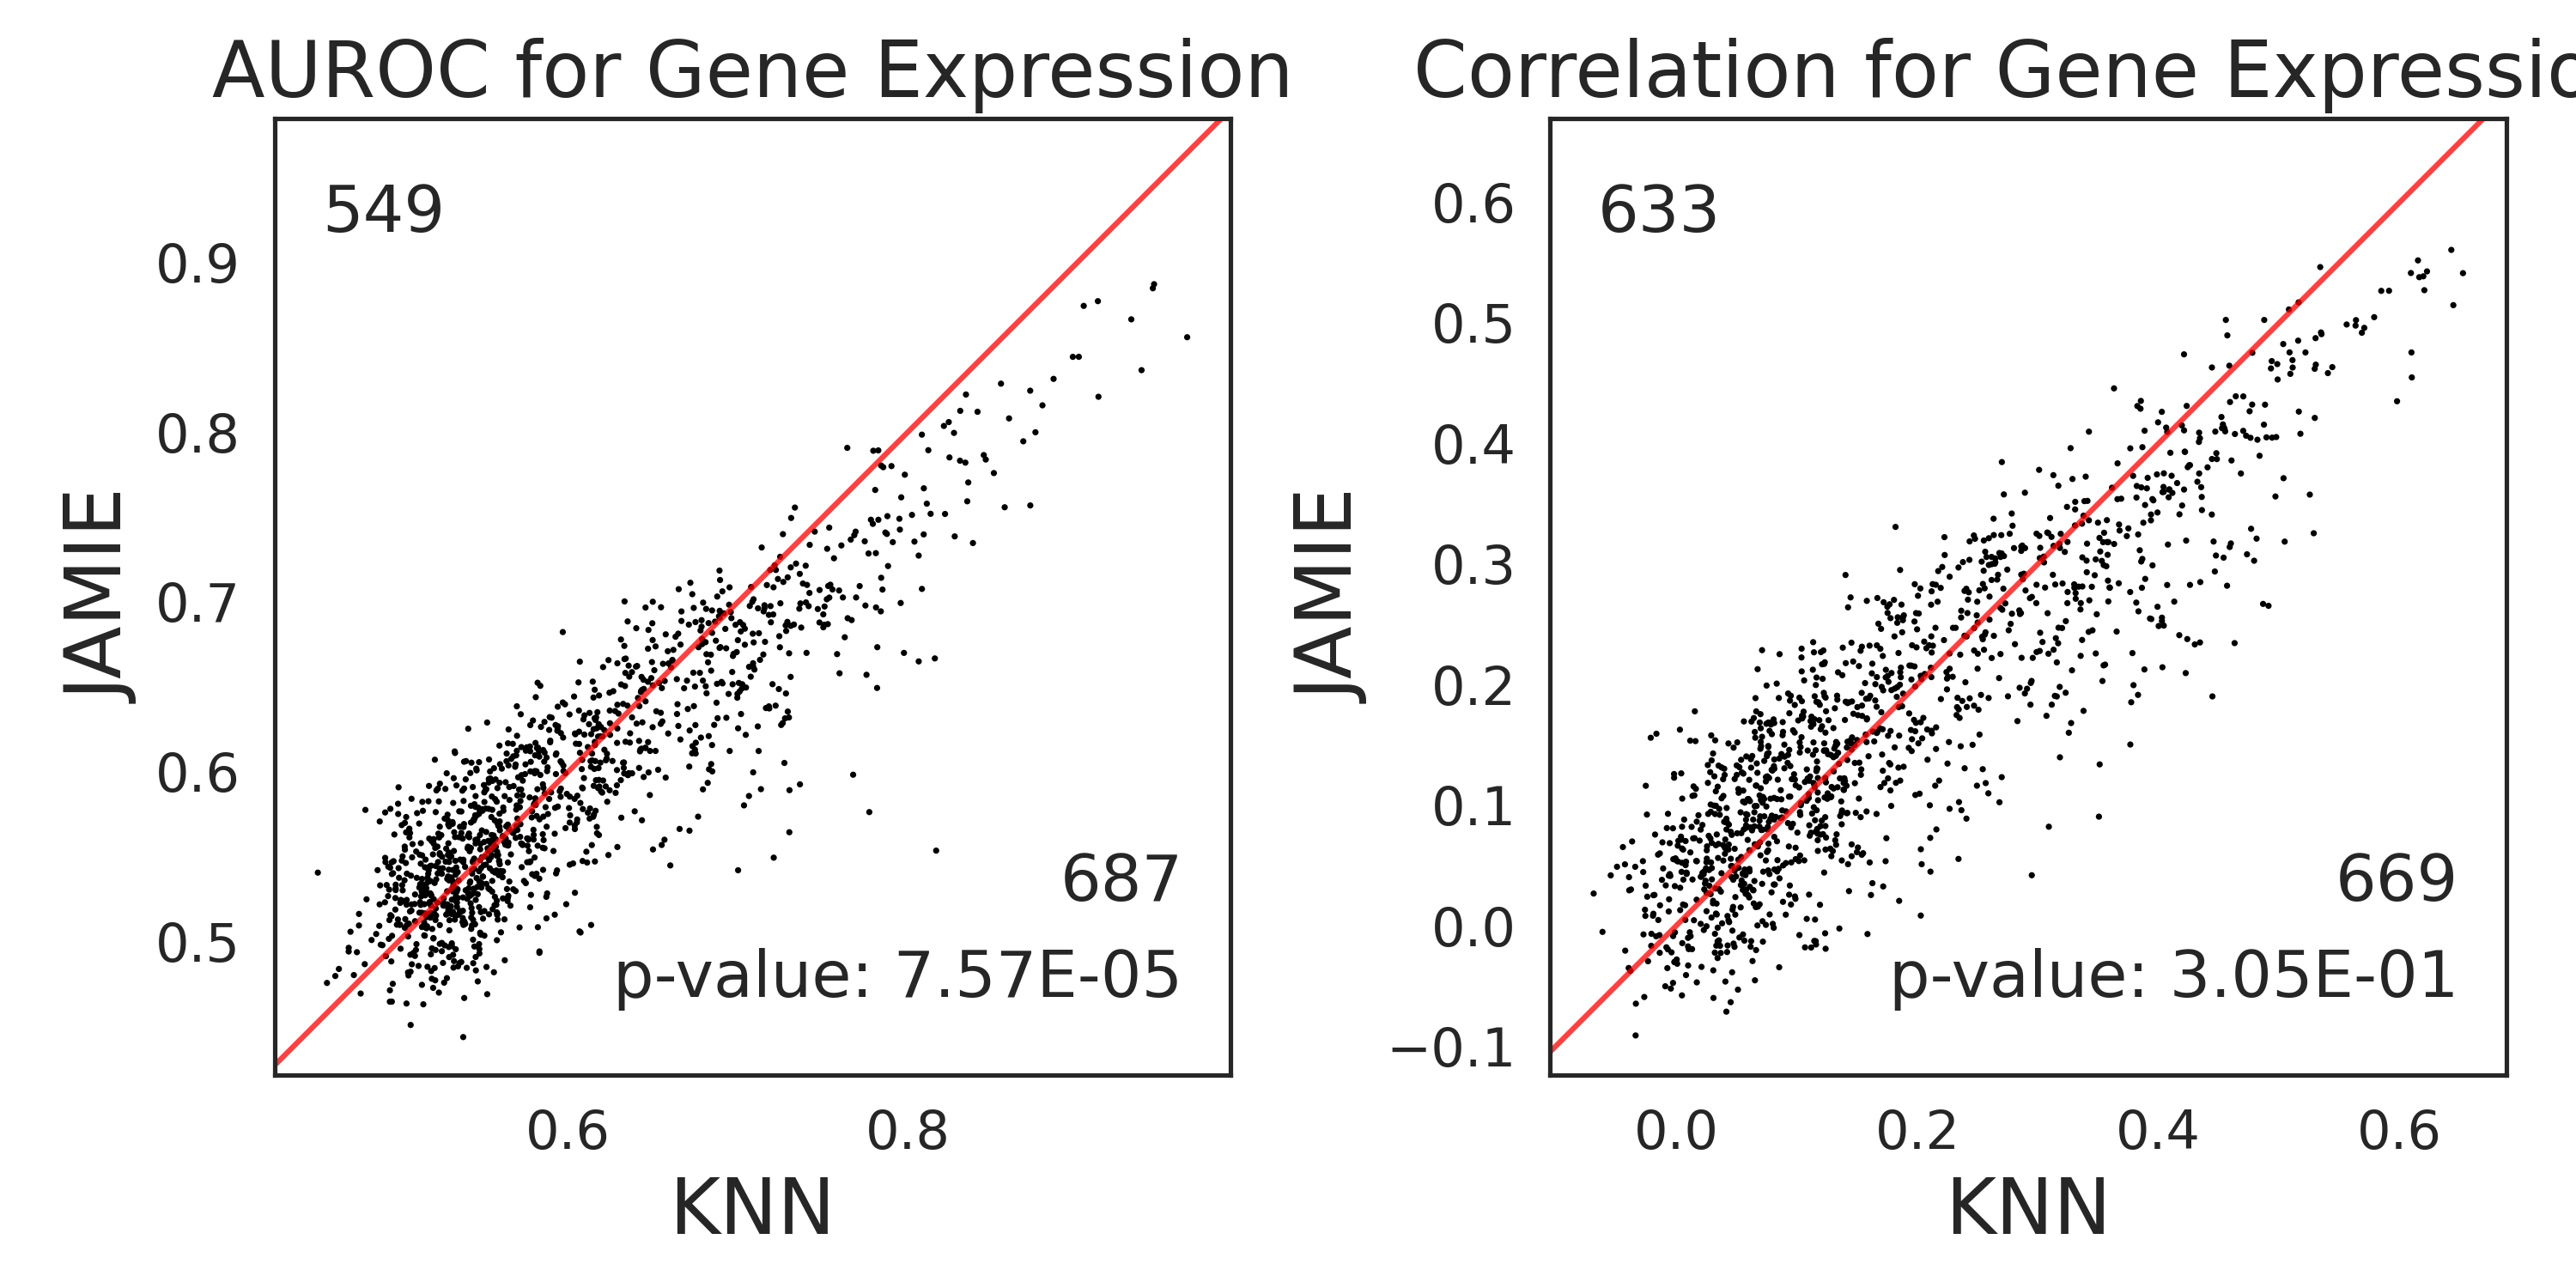 AUROC for Gene Expression
549
0.9
0.8
0.7
0.6
0.5
JAMIE
687
p-value: 7.57E-05
0.6 0.8
KNN
Correlation for Gene Expressio
633
0.6
0.5
0.4
0.3
0.2
0.1
0.0
−0.1
JAMIE
669
p-value: 3.05E-01
0.0 0.2 0.4 0.6
KNN